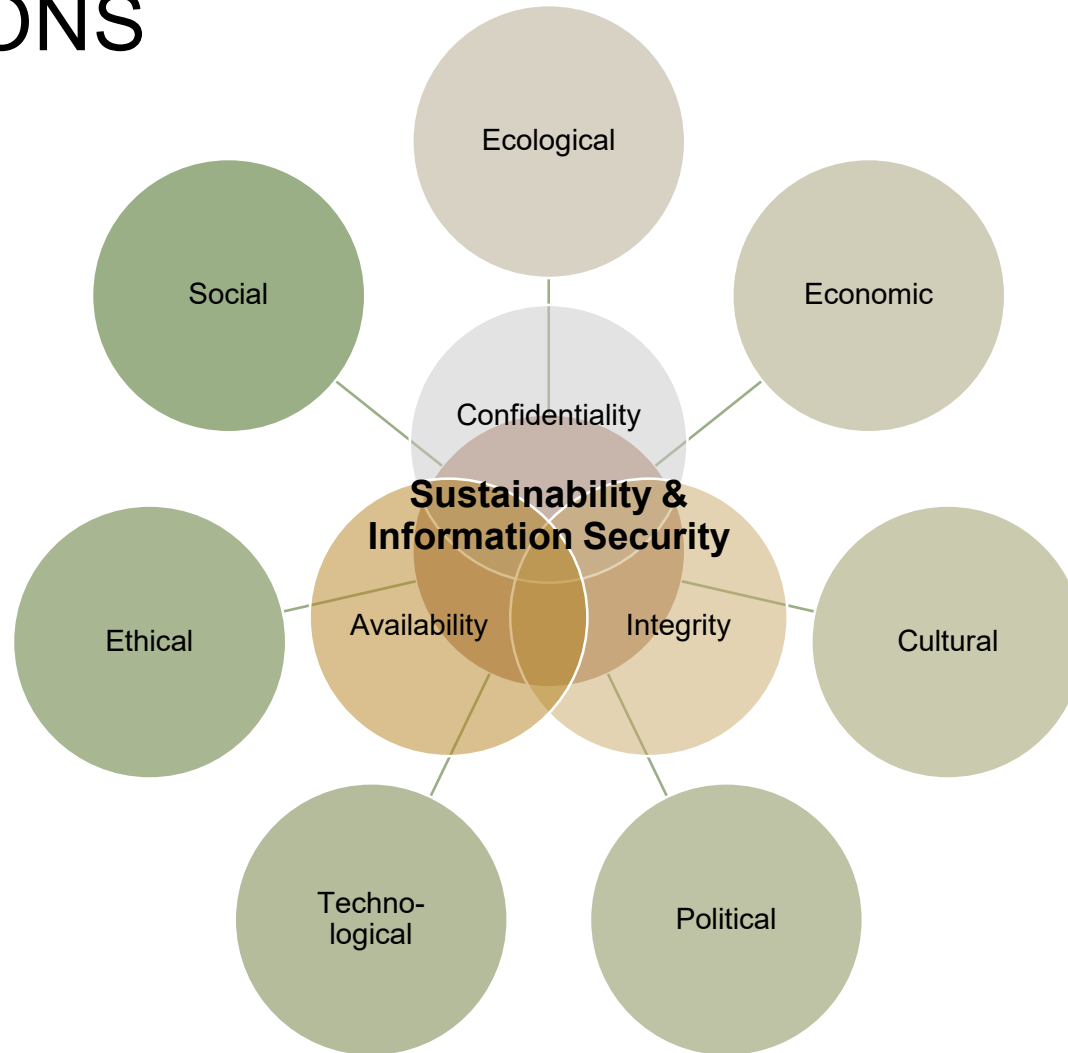 ONS
Ecological
Social
Economic
Confidentiality
Sustainability &
Information Security
Availability
Integrity
Ethical
Cultural
Techno-
logical
Political